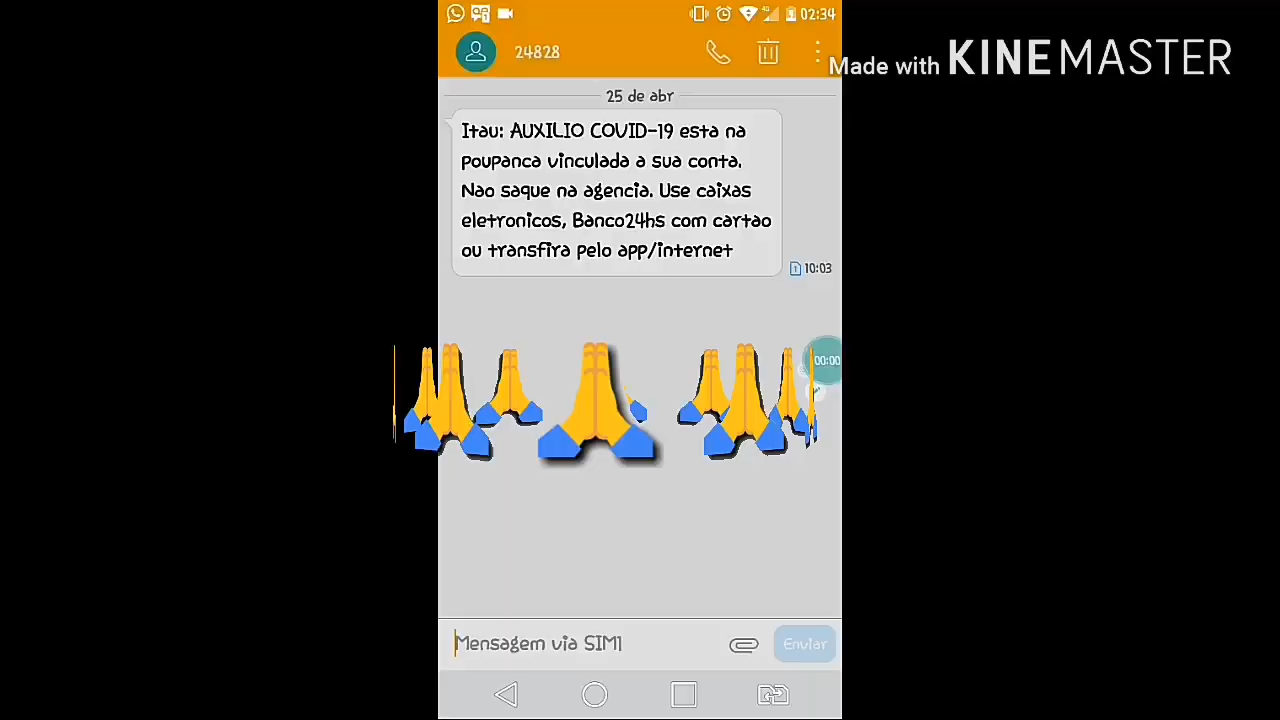 02:34
24828
Made with KINEMASTER
25 de abr
Itau: AUXILIO COVID-19 esta na
poupanca vinculada a sua conta.
Nao saque na agencia. Use caixas
eletronicos, Banco24hs com cartao
ou transfira pelo app/internet
1 10:03
00:00
Mensagem via SIM1
Enviar